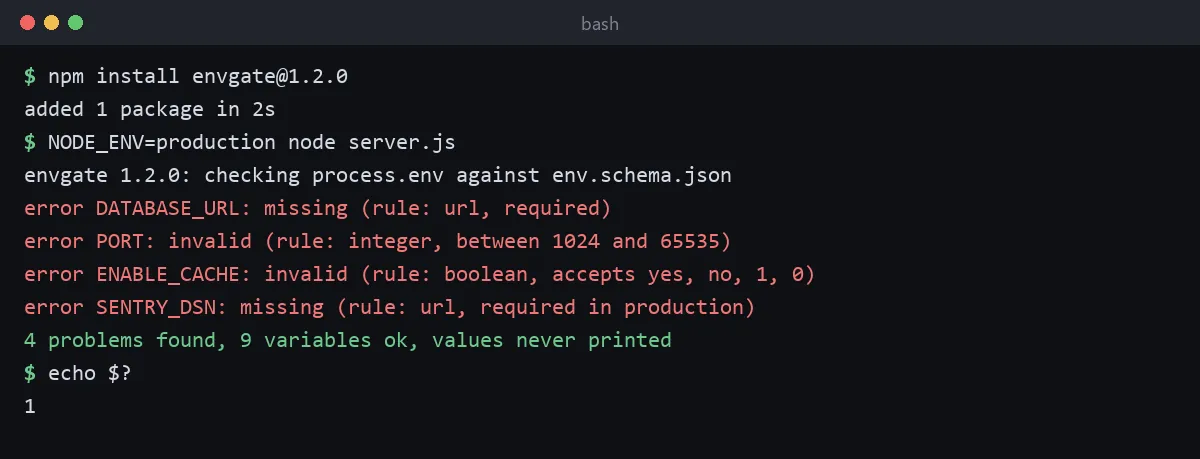 bash
$ npm install envgate@1.2.0
added 1 package in 2s
$ NODE_ENV=production node server.js
envgate 1.2.0: checking process.env against env.schema.json
error DATABASE_URL: missing (rule: url, required)
error PORT: invalid (rule: integer, between 1024 and 65535)
error ENABLE_CACHE: invalid (rule: boolean, accepts yes, no, 1, 0)
error SENTRY_DSN: missing (rule: url, required in production)
4 problems found, 9 variables ok, values never printed
$ echo $?
1